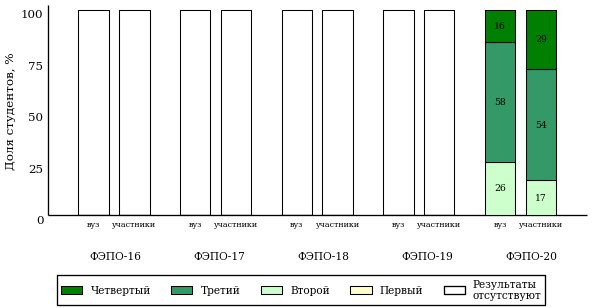 Доля студентов, %
100
75
50
25
0
16
58
26
29
54
17
вуз участники вуз участники вуз участники вуз участники вуз участники
ФЭПО-16 ФЭПО-17 ФЭПО-18 ФЭПО-19 ФЭПО-20
Четвертый Третий Второй Первый Результаты
отсутствуют